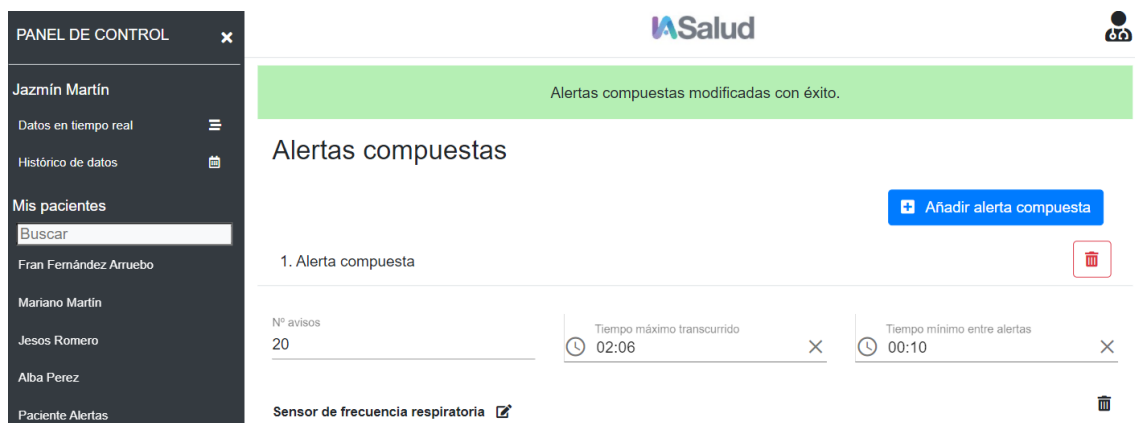 PANEL DE CONTROL
Jazmín Martín
Datos en tiempo real
Histórico de datos
Mis pacientes
Buscar
Fran Fernández Arruebo
Mariano Martín
Jesos Romero
Alba Perez
Paciente Alertas
IASalud
Alertas compuestas modificadas con éxito.
Alertas compuestas
Añadir alerta compuesta
1. Alerta compuesta
Nº avisos
20
Tiempo máximo transcurrido
02:06
Tiempo mínimo entre alertas
00:10
Sensor de frecuencia respiratoria